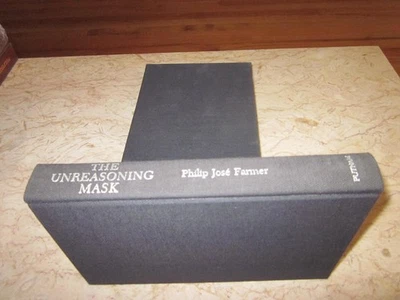 THE
UNREASONING
MASK
Philip José Farmer
PUTNAM